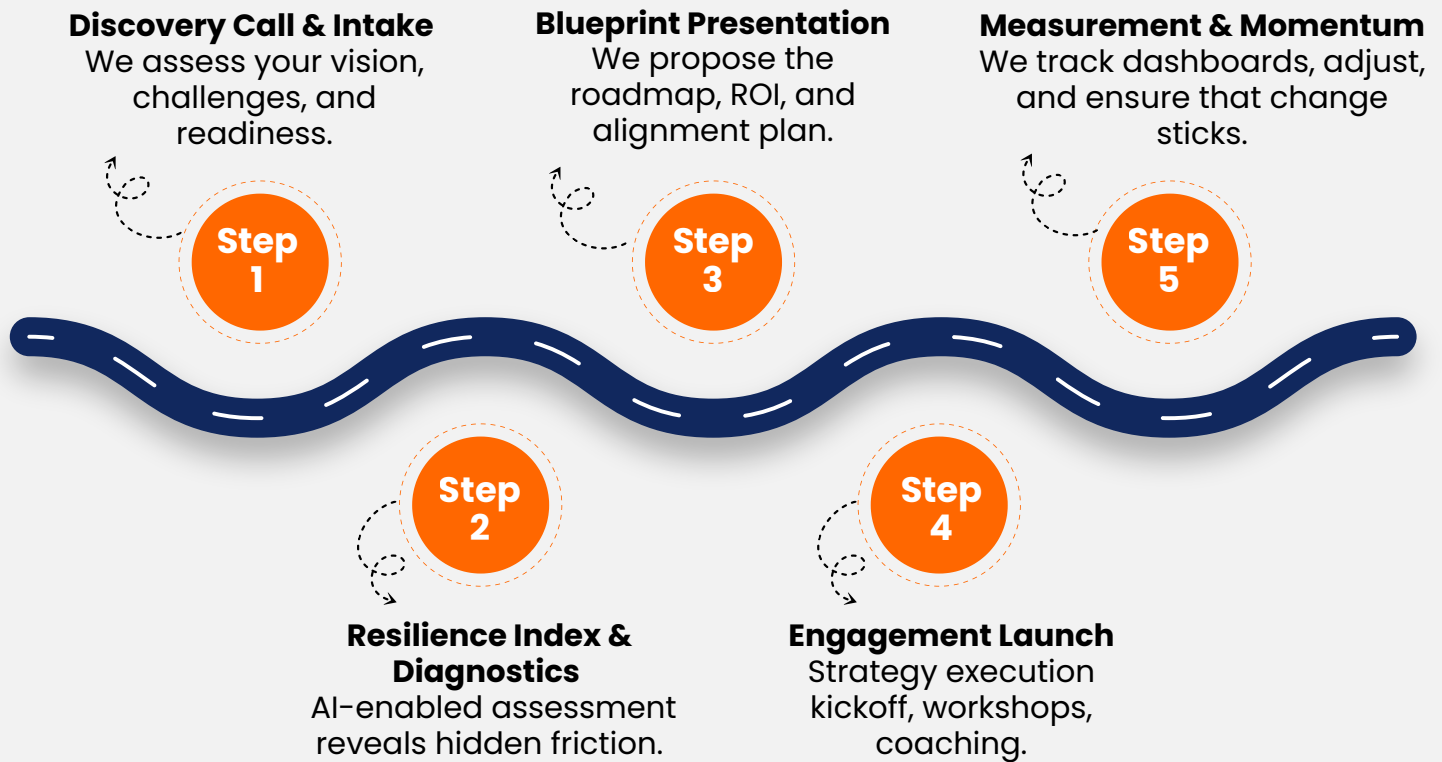 Discovery Call & Intake
We assess your vision,
challenges, and
readiness.
Step
1
Resilience Index &
Diagnostics
AI-enabled assessment
reveals hidden friction.
Step
2
Blueprint Presentation
We propose the
roadmap, ROI, and
alignment plan.
Step
3
Engagement Launch
Strategy execution
kickoff, workshops,
coaching.
Step
4
Measurement & Momentum
We track dashboards, adjust,
and ensure that change
sticks.
Step
5